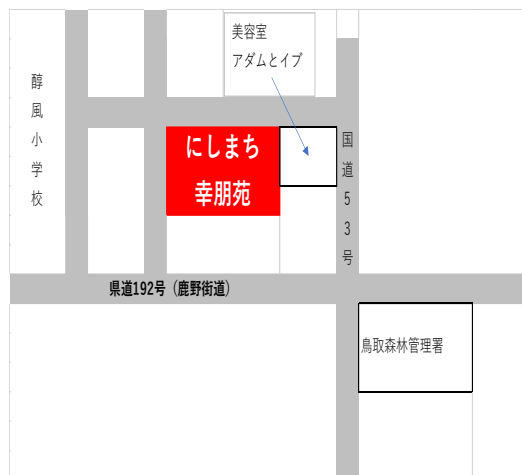 美容室
アダムとイブ
醇風小学校
にしまち
幸朋苑
国道53号
県道192号（鹿野街道）
鳥取森林管理署